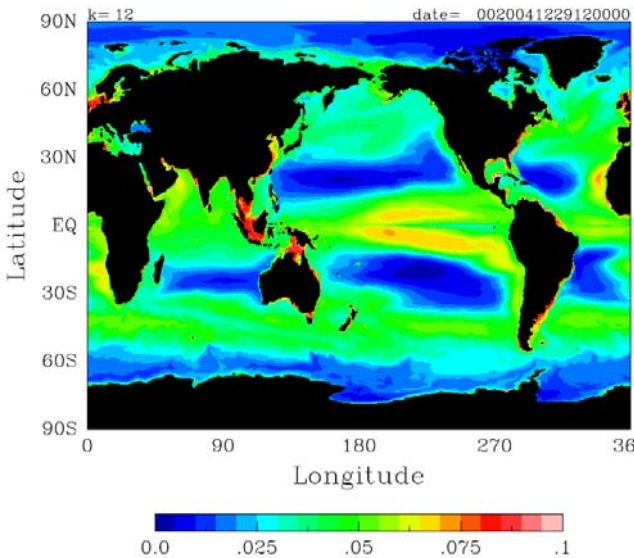 k= 12 date= 0020041229120000
90N
60N
30N
EQ
30S
60S
90S
Latitude
0 90 180 270 36
Longitude
0.0 .025 .05 .075 .1